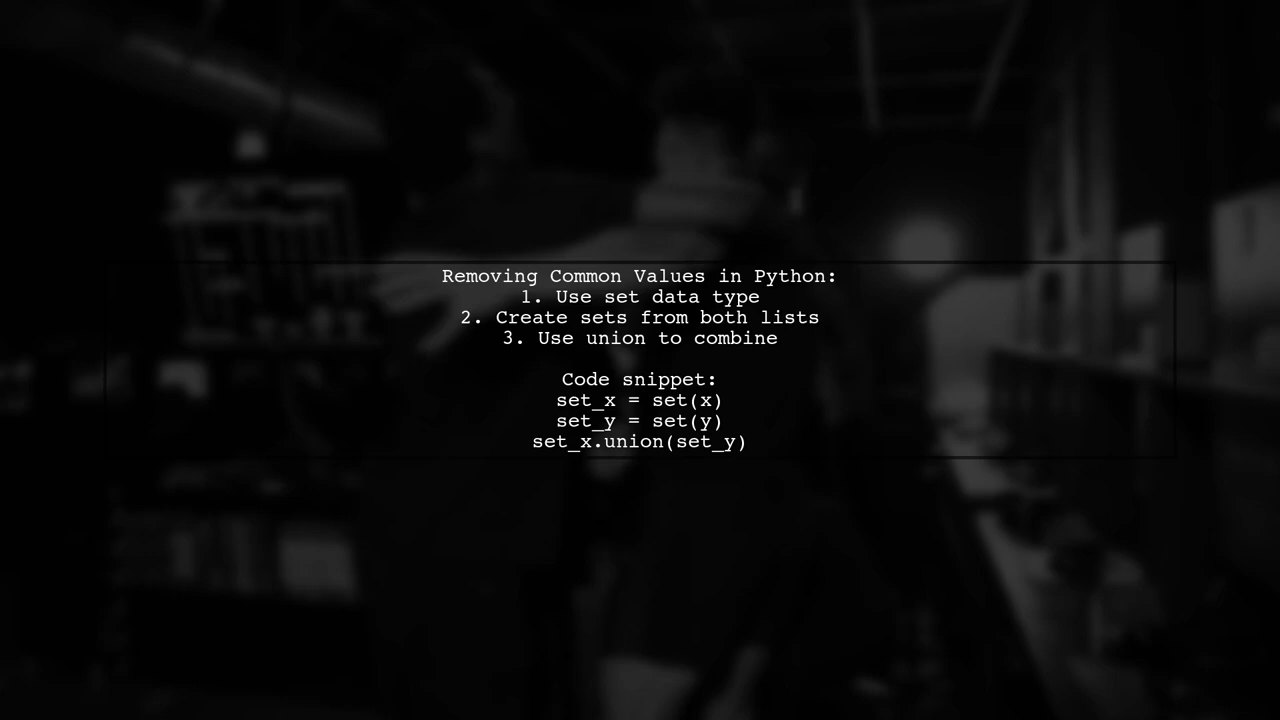 Removing Common Values in Python:
1. Use set data type
2. Create sets from both lists
3. Use union to combine
Code snippet:
set_x = set(x)
set_y = set(y)
set_x.union(set_y)